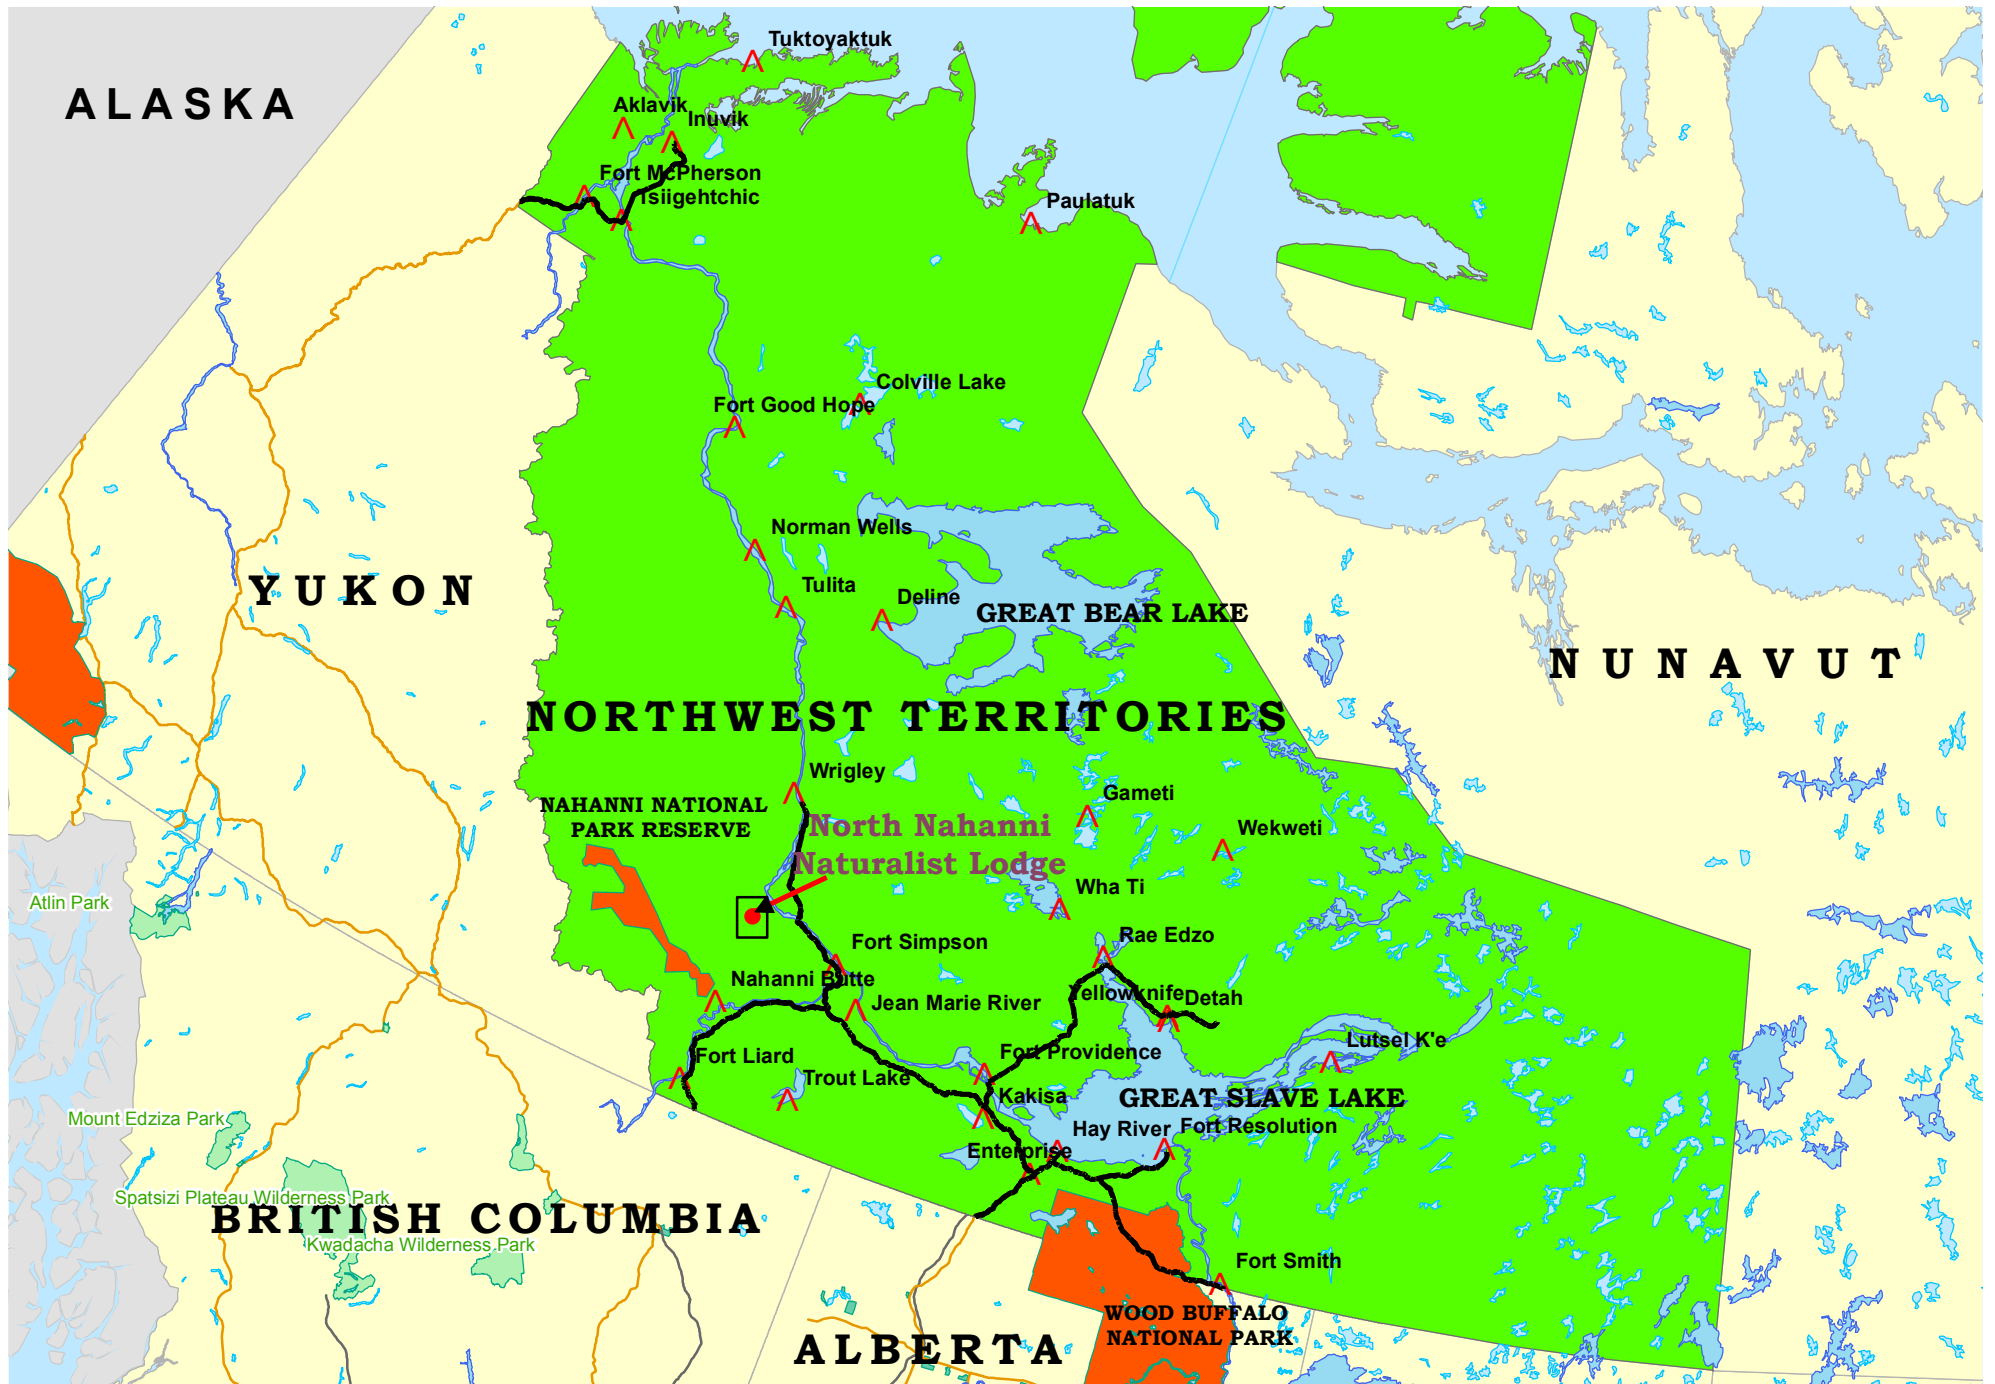 Tuktoyaktuk
ALASKA
Aklavik
Inuvik
Fort McPherson
Tsiigehtchic
Paulatuk
Colville Lake
Fort Good Hope
Norman Wells
Tulita
Deline
YUKON
GREAT BEAR LAKE
NUNAVUT
NORTHWEST TERRITORIES
Wrigley
Gameti
NAHANNI NATIONAL
PARK RESERVE
North Nahanni
Naturalist Lodge
Wekweti
Wha Ti
Atlin Park
Rae Edzo
Fort Simpson
Nahanni Butte
Jean Marie River
Yellowknife
Detah
Lutsel K'e
Fort Liard
Fort Providence
Trout Lake
Kakisa
GREAT SLAVE LAKE
Mount Edziza Park
Hay River
Fort Resolution
Enterprise
Spatsizi Plateau Wilderness Park
BRITISH COLUMBIA
Kwadacha Wilderness Park
Fort Smith
WOOD BUFFALO
NATIONAL PARK
ALBERTA